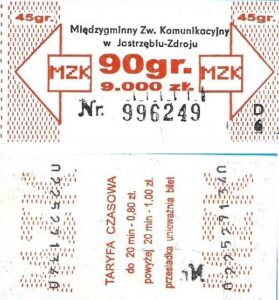 45gr. 45gr.
Międzygminny Zw. Komunikacyjny
w Jastrzębiu-Zdroju
MZK 90gr. MZK
9.000 zł.
Nr. 996249 D
6
TARYFA CZASOWA
do 20 min - 0,80 zł.
powyżej 20 min - 1,00 zł.
przesiadka unieważnia bilet